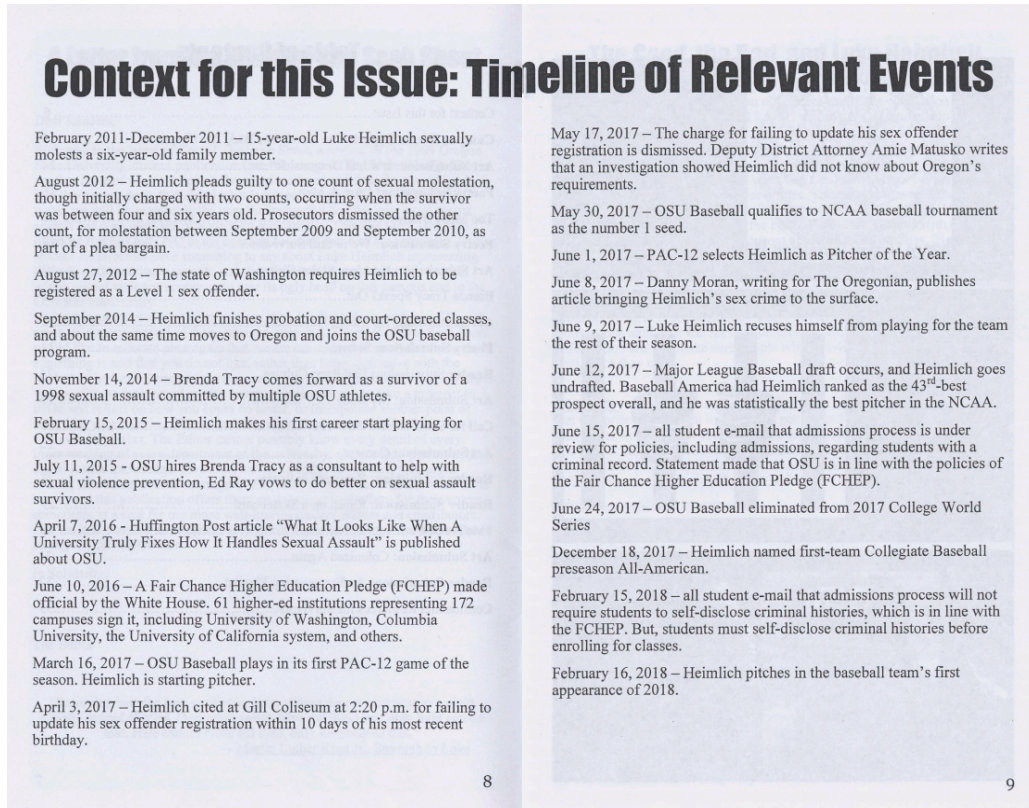 Context for this Issue: Timeline of Relevant Events
February 2011-December 2011 – 15-year-old Luke Heimlich sexually
molests a six-year-old family member.
August 2012 – Heimlich pleads guilty to one count of sexual molestation,
though initially charged with two counts, occurring when the survivor
was between four and six years old. Prosecutors dismissed the other
count, for molestation between September 2009 and September 2010, as
part of a plea bargain.
August 27, 2012 – The state of Washington requires Heimlich to be
registered as a Level 1 sex offender.
September 2014 – Heimlich finishes probation and court-ordered classes,
and about the same time moves to Oregon and joins the OSU baseball
program.
November 14, 2014 – Brenda Tracy comes forward as a survivor of a
1998 sexual assault committed by multiple OSU athletes.
February 15, 2015 – Heimlich makes his first career start playing for
OSU Baseball.
July 11, 2015 - OSU hires Brenda Tracy as a consultant to help with
sexual violence prevention, Ed Ray vows to do better on sexual assault
survivors.
April 7, 2016 - Huffington Post article “What It Looks Like When A
University Truly Fixes How It Handles Sexual Assault” is published
about OSU.
June 10, 2016 – A Fair Chance Higher Education Pledge (FCHEP) made
official by the White House. 61 higher-ed institutions representing 172
campuses sign it, including University of Washington, Columbia
University, the University of California system, and others.
March 16, 2017 – OSU Baseball plays in its first PAC-12 game of the
season. Heimlich is starting pitcher.
April 3, 2017 – Heimlich cited at Gill Coliseum at 2:20 p.m. for failing to
update his sex offender registration within 10 days of his most recent
birthday.
8
May 17, 2017 – The charge for failing to update his sex offender
registration is dismissed. Deputy District Attorney Amie Matusko writes
that an investigation showed Heimlich did not know about Oregon’s
requirements.
May 30, 2017 – OSU Baseball qualifies to NCAA baseball tournament
as the number 1 seed.
June 1, 2017 – PAC-12 selects Heimlich as Pitcher of the Year.
June 8, 2017 – Danny Moran, writing for The Oregonian, publishes
article bringing Heimlich’s sex crime to the surface.
June 9, 2017 – Luke Heimlich recuses himself from playing for the team
the rest of their season.
June 12, 2017 – Major League Baseball draft occurs, and Heimlich goes
undrafted. Baseball America had Heimlich ranked as the 43rd-best
prospect overall, and he was statistically the best pitcher in the NCAA.
June 15, 2017 – all student e-mail that admissions process is under
review for policies, including admissions, regarding students with a
criminal record. Statement made that OSU is in line with the policies of
the Fair Chance Higher Education Pledge (FCHEP).
June 24, 2017 – OSU Baseball eliminated from 2017 College World
Series
December 18, 2017 – Heimlich named first-team Collegiate Baseball
preseason All-American.
February 15, 2018 – all student e-mail that admissions process will not
require students to self-disclose criminal histories, which is in line with
the FCHEP. But, students must self-disclose criminal histories before
enrolling for classes.
February 16, 2018 – Heimlich pitches in the baseball team’s first
appearance of 2018.
9